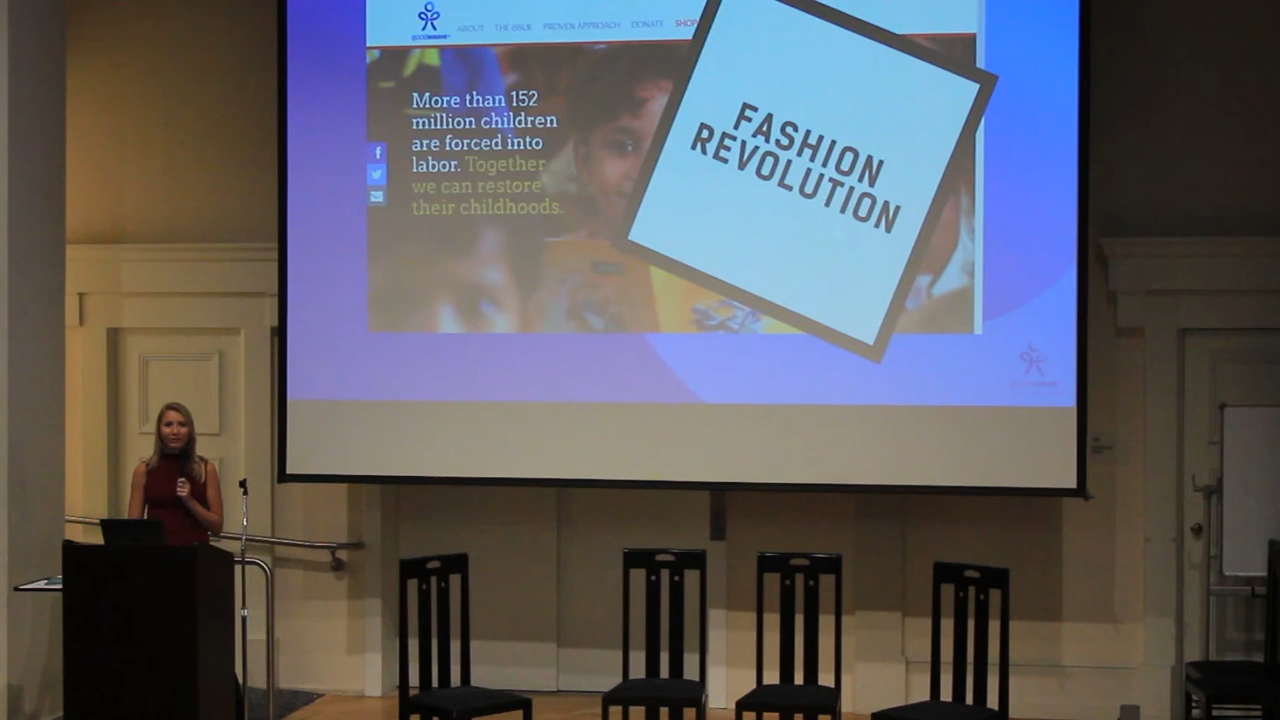 goodweave
ABOUT THE ISSUE PROVEN APPROACH DONATE SHOP
More than 152
million children
are forced into
labor. Together
we can restore
their childhoods.
f
FASHION
REVOLUTION